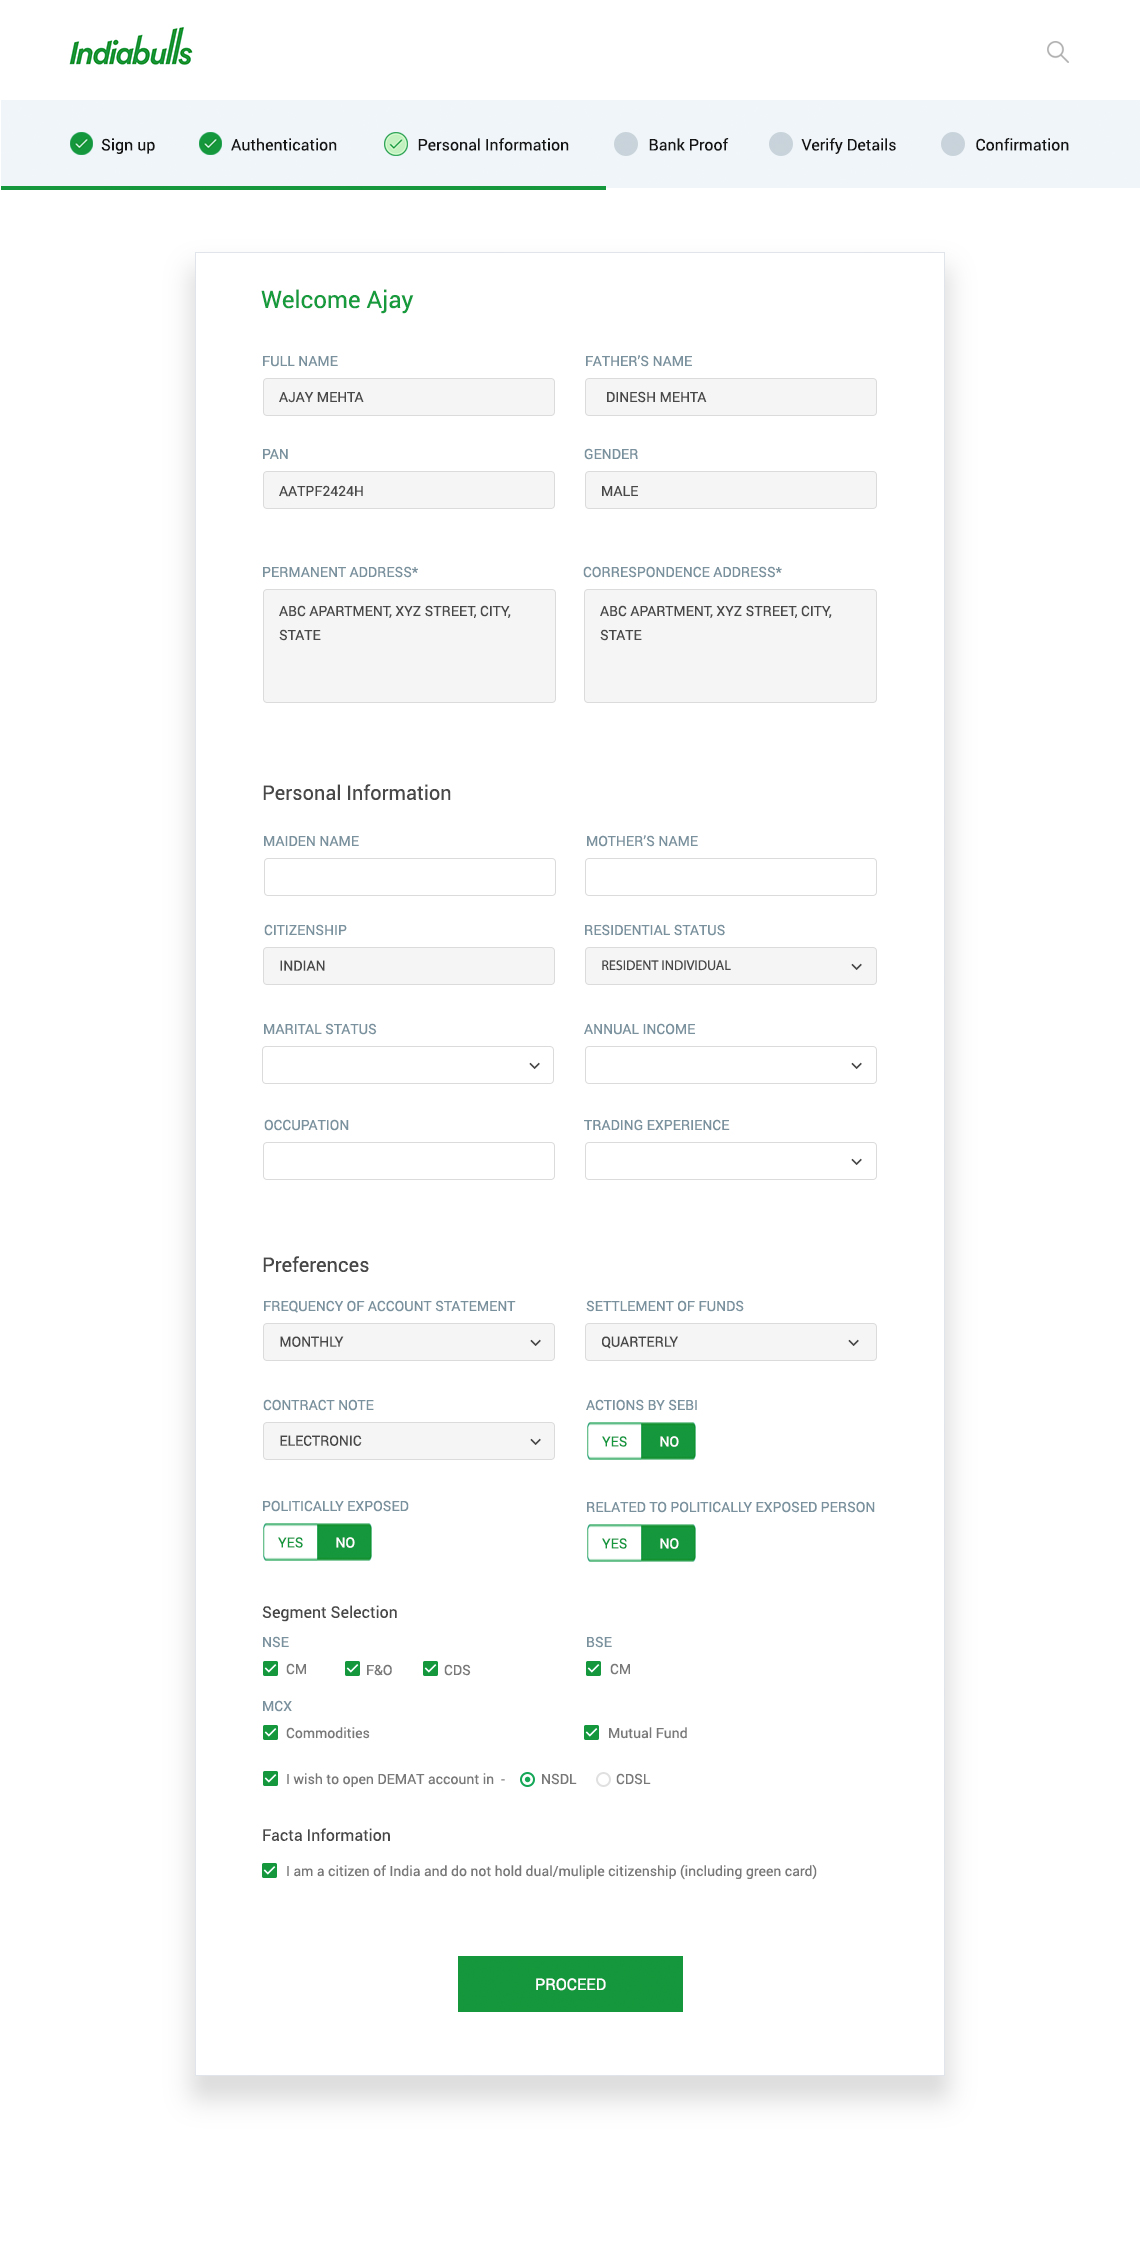 Indiabulls
Sign up Authentication Personal Information Bank Proof Verify Details Confirmation
Welcome Ajay
FULL NAME FATHER'S NAME
AJAY MEHTA DINESH MEHTA
PAN GENDER
AATPF2424H MALE
PERMANENT ADDRESS* CORRESPONDENCE ADDRESS*
ABC APARTMENT, XYZ STREET, CITY, ABC APARTMENT, XYZ STREET, CITY,
STATE STATE
Personal Information
MAIDEN NAME MOTHER'S NAME
CITIZENSHIP RESIDENTIAL STATUS
INDIAN RESIDENT INDIVIDUAL
MARITAL STATUS ANNUAL INCOME
OCCUPATION TRADING EXPERIENCE
Preferences
FREQUENCY OF ACCOUNT STATEMENT SETTLEMENT OF FUNDS
MONTHLY QUARTERLY
CONTRACT NOTE ACTIONS BY SEBI
ELECTRONIC YES NO
POLITICALLY EXPOSED RELATED TO POLITICALLY EXPOSED PERSON
YES NO YES NO
Segment Selection
NSE BSE
CM F&O CDS CM
MCX
Commodities Mutual Fund
I wish to open DEMAT account in - NSDL CDSL
Facta Information
I am a citizen of India and do not hold dual/muliple citizenship (including green card)
PROCEED